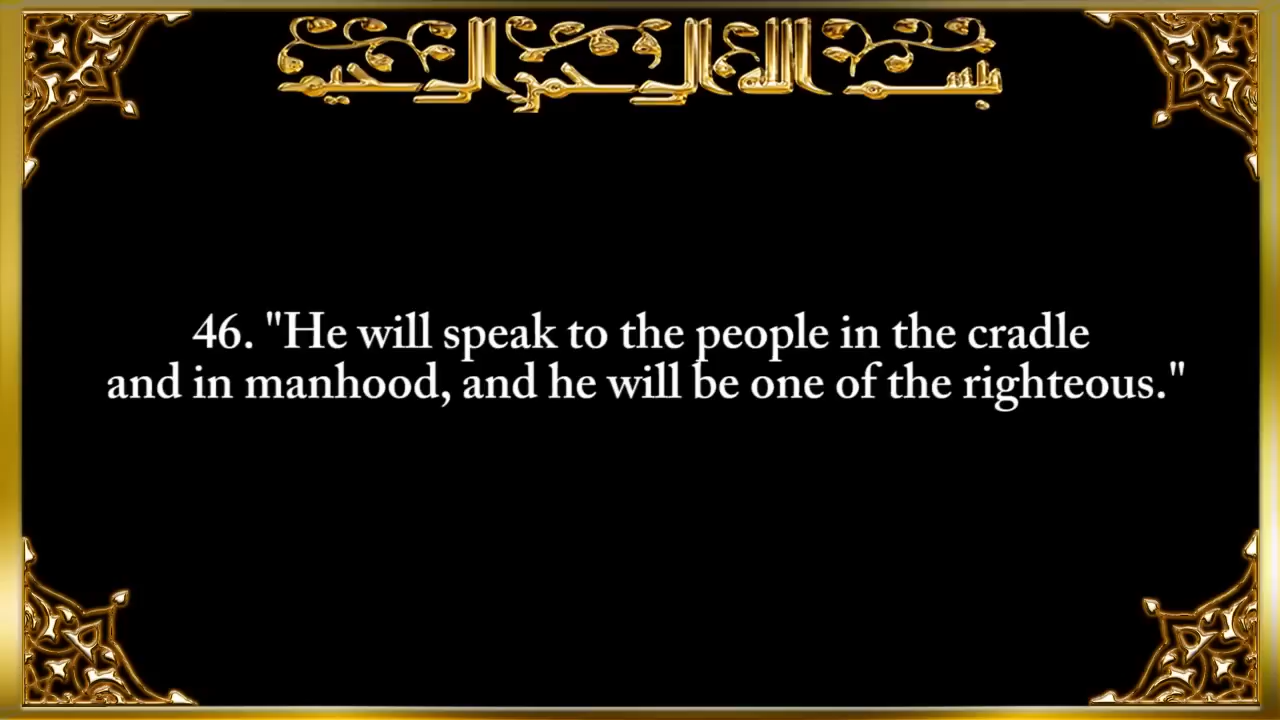 بسم الله الرحمن الرحيم
46. "He will speak to the people in the cradle
and in manhood, and he will be one of the righteous."